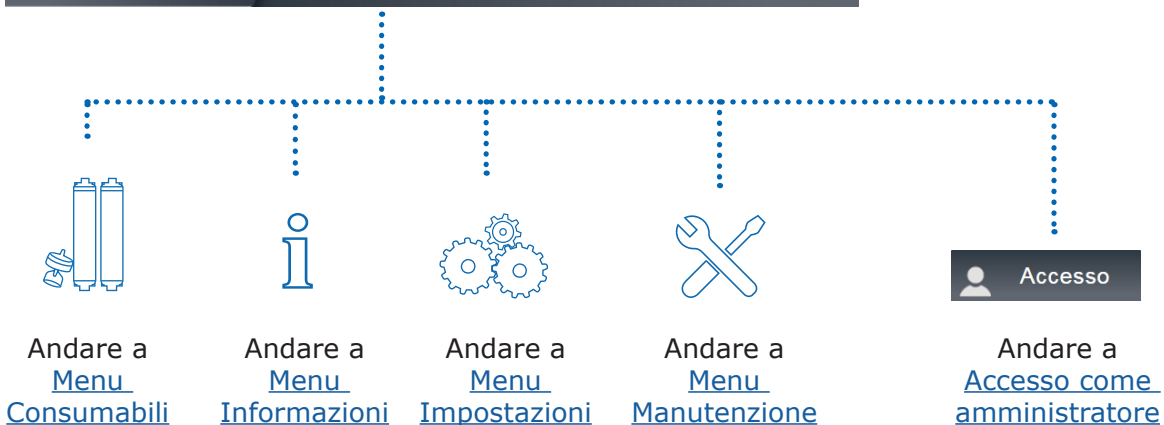 Accesso
Andare a
Menu
Consumabili
Andare a
Menu
Informazioni
Andare a
Menu
Impostazioni
Andare a
Menu
Manutenzione
Andare a
Accesso come
amministratore